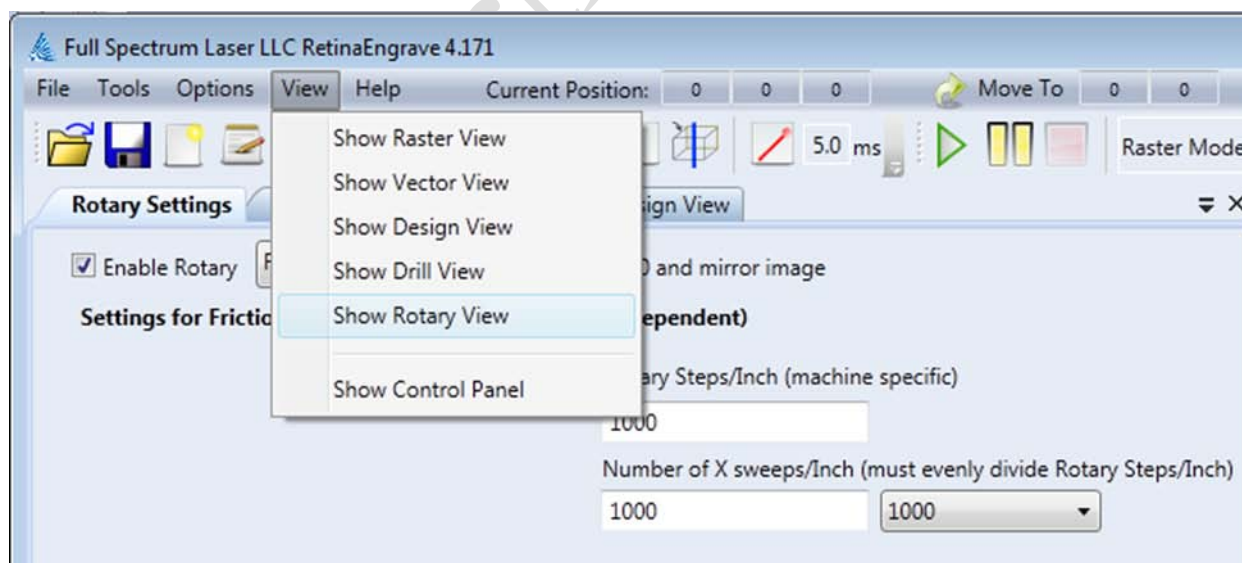 Full Spectrum Laser LLC RetinaEngrave 4.171
File Tools Options View Help Current Position: 0 0 0 Move To 0 0
Show Raster View 5.0 ms Raster Mode
Show Vector View
Rotary Settings sign View
Show Design View
Enable Rotary and mirror image
Show Drill View
Settings for
Show Rotary View
Steps/Inch (machine specific)
Show Control Panel
1000
Number of X sweeps/Inch (must evenly divide Rotary Steps/Inch)
1000 1000